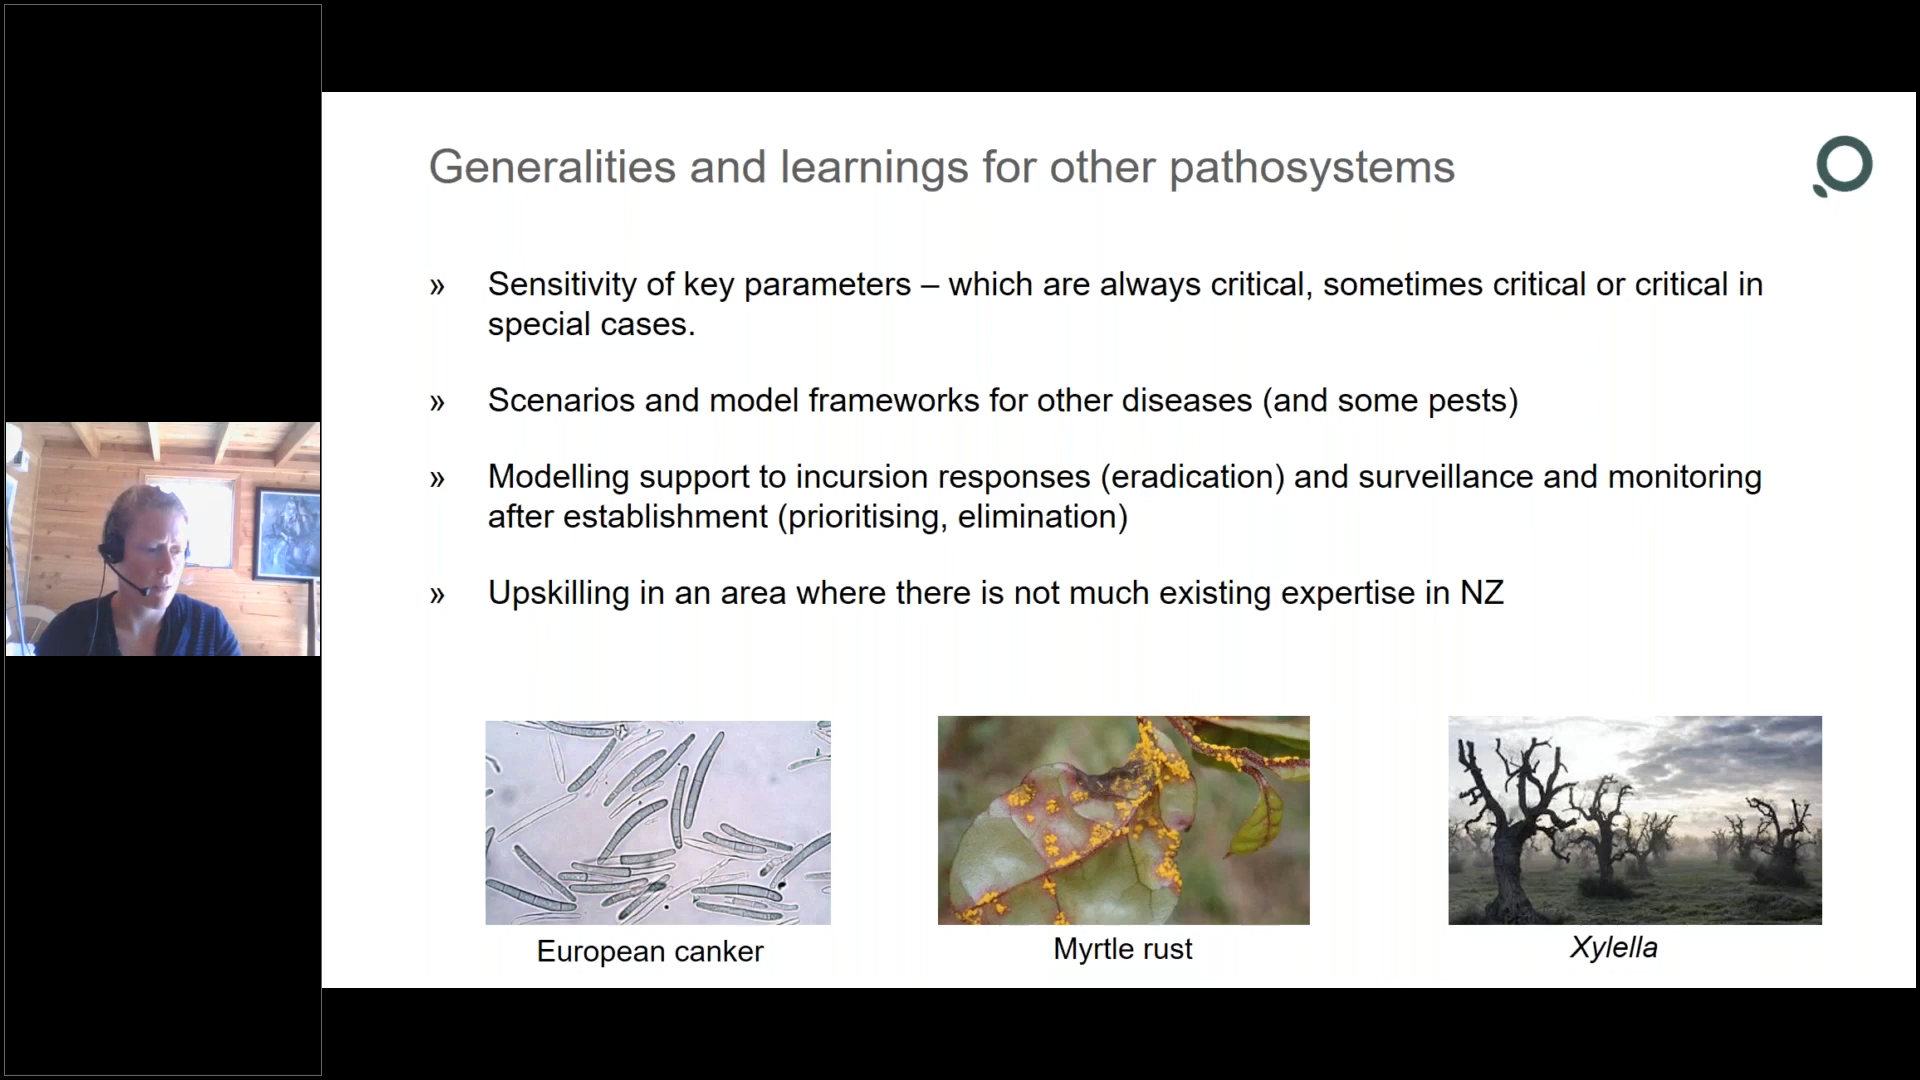 Generalities and learnings for other pathosystems
» Sensitivity of key parameters – which are always critical, sometimes critical or critical in
special cases.
» Scenarios and model frameworks for other diseases (and some pests)
» Modelling support to incursion responses (eradication) and surveillance and monitoring
after establishment (prioritising, elimination)
» Upskilling in an area where there is not much existing expertise in NZ
European canker
Myrtle rust
Xylella